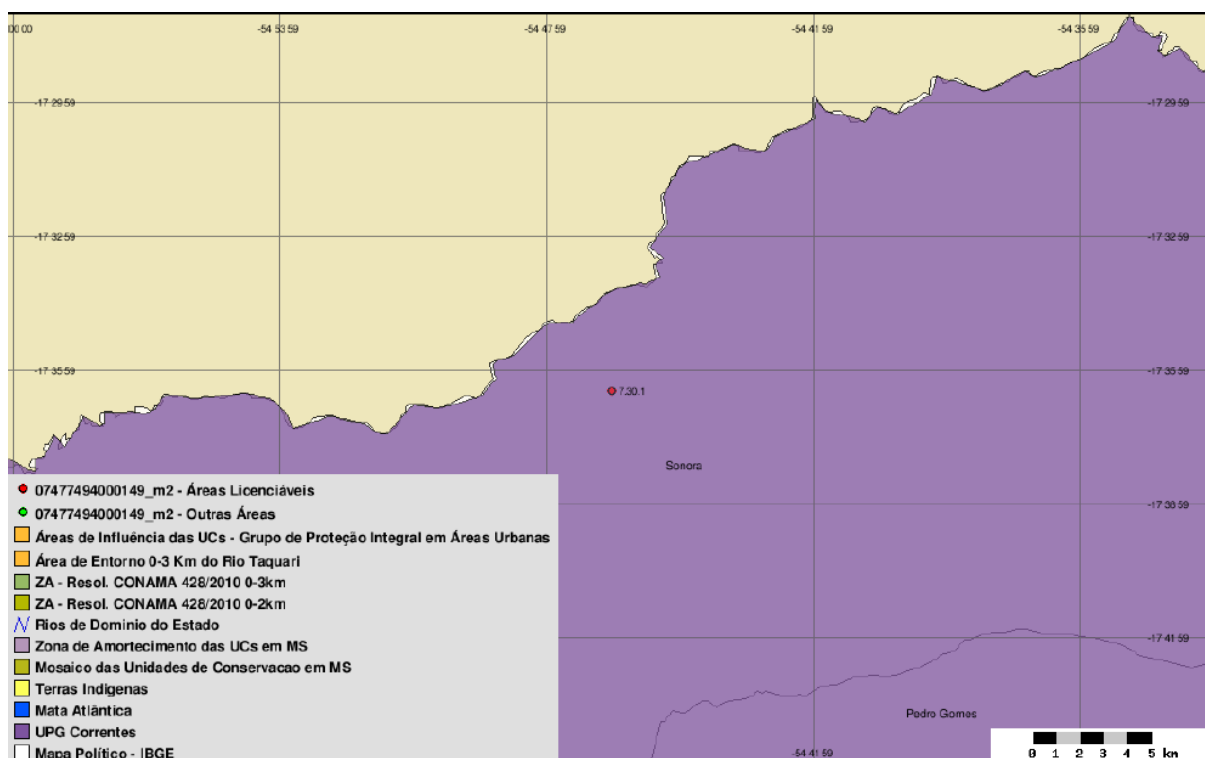 00 00
-54 53 59
-54 47 59
-54 41 59
-54 35 59
-17 29 59
-17 29 59
-17 32 59
-17 32 59
-17 35 59
-17 35 59
7.30.1
Sonora
-17 38 59
-17 41 59
Pedro Gomes
-54 41 59
07477494000149_m2 - Áreas Licenciáveis
07477494000149_m2 - Outras Áreas
Áreas de Influência das UCs - Grupo de Proteção Integral em Áreas Urbanas
Área de Entorno 0-3 Km do Rio Taquari
ZA - Resol. CONAMA 428/2010 0-3km
ZA - Resol. CONAMA 428/2010 0-2km
Rios de Dominio do Estado
Zona de Amortecimento das UCs em MS
Mosaico das Unidades de Conservacao em MS
Terras Indígenas
Mata Atlântica
UPG Correntes
Mapa Político - IBGE
0 1 2 3 4 5 km